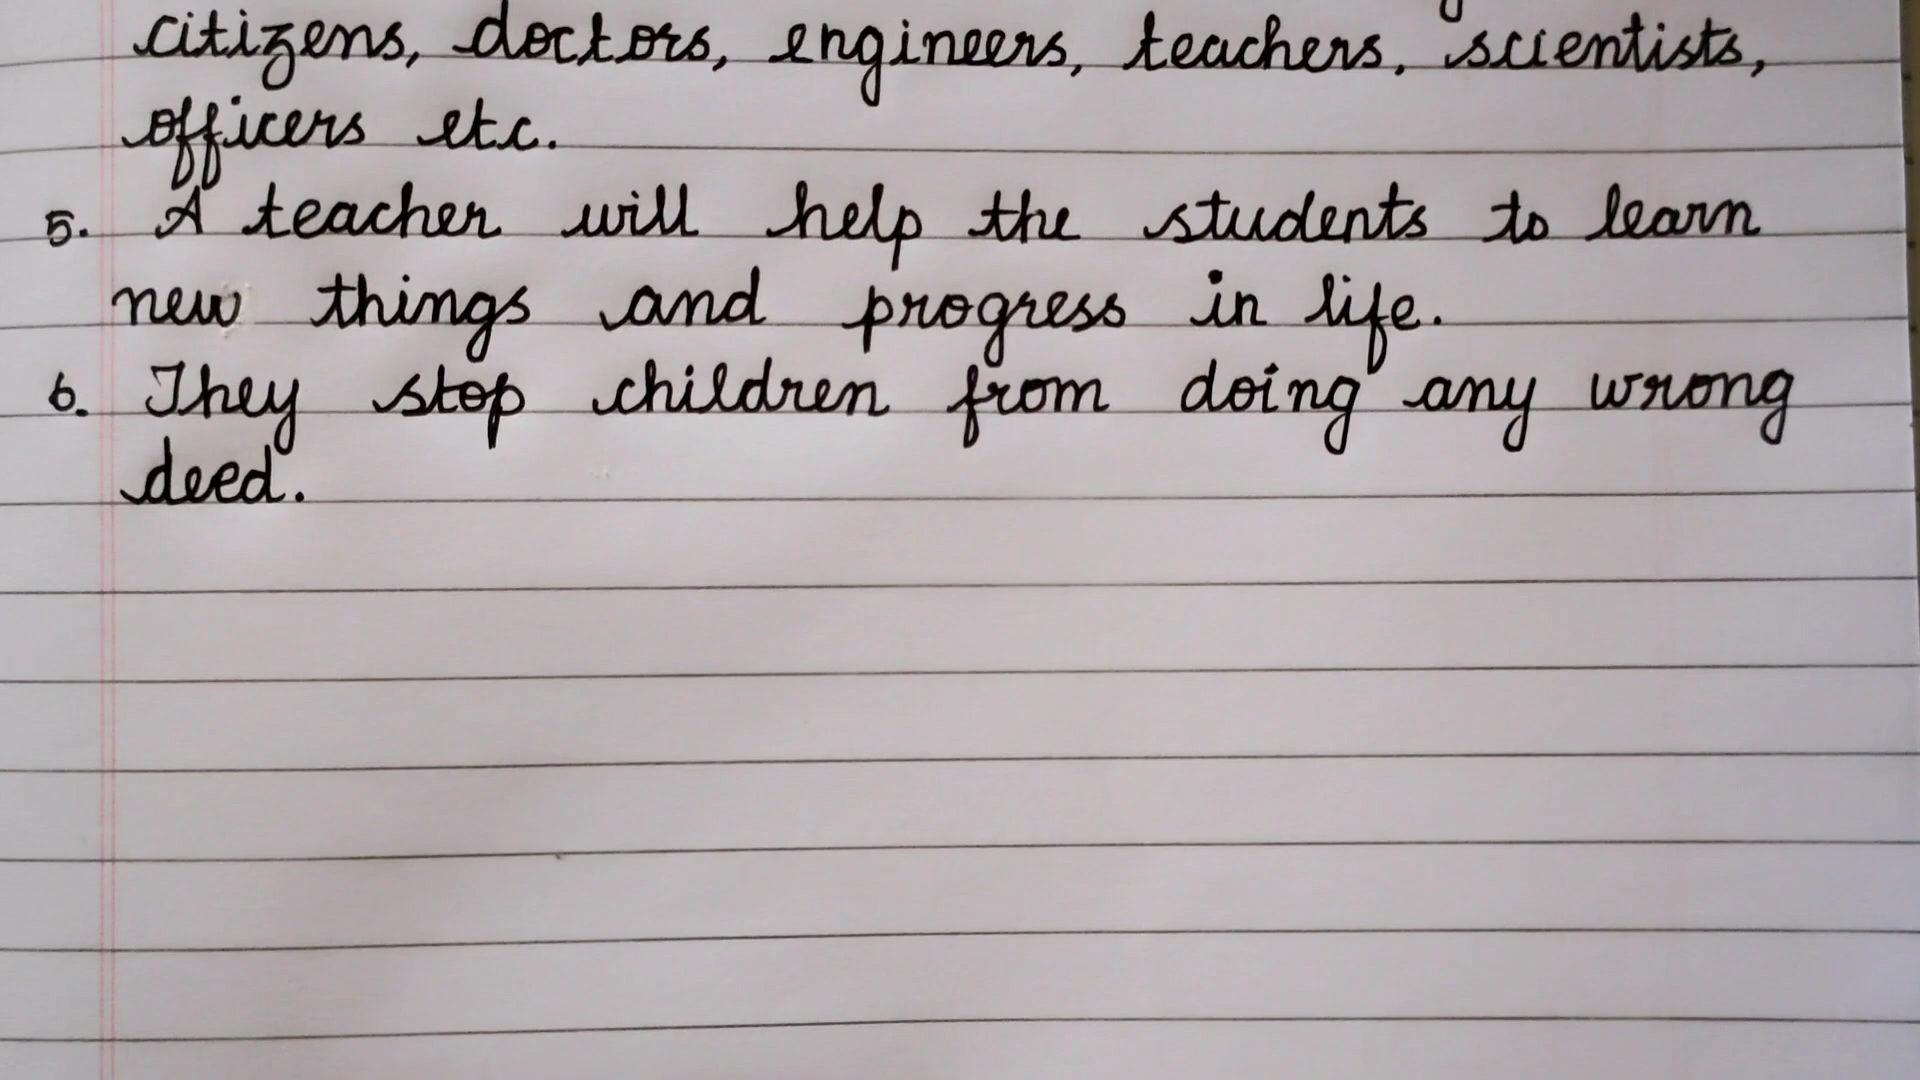 citizens, doctors, engineers, teachers, scientists,
officers etc.
5. A teacher will help the students to learn
new things and progress in life.
6. They stop children from doing any wrong
deed.